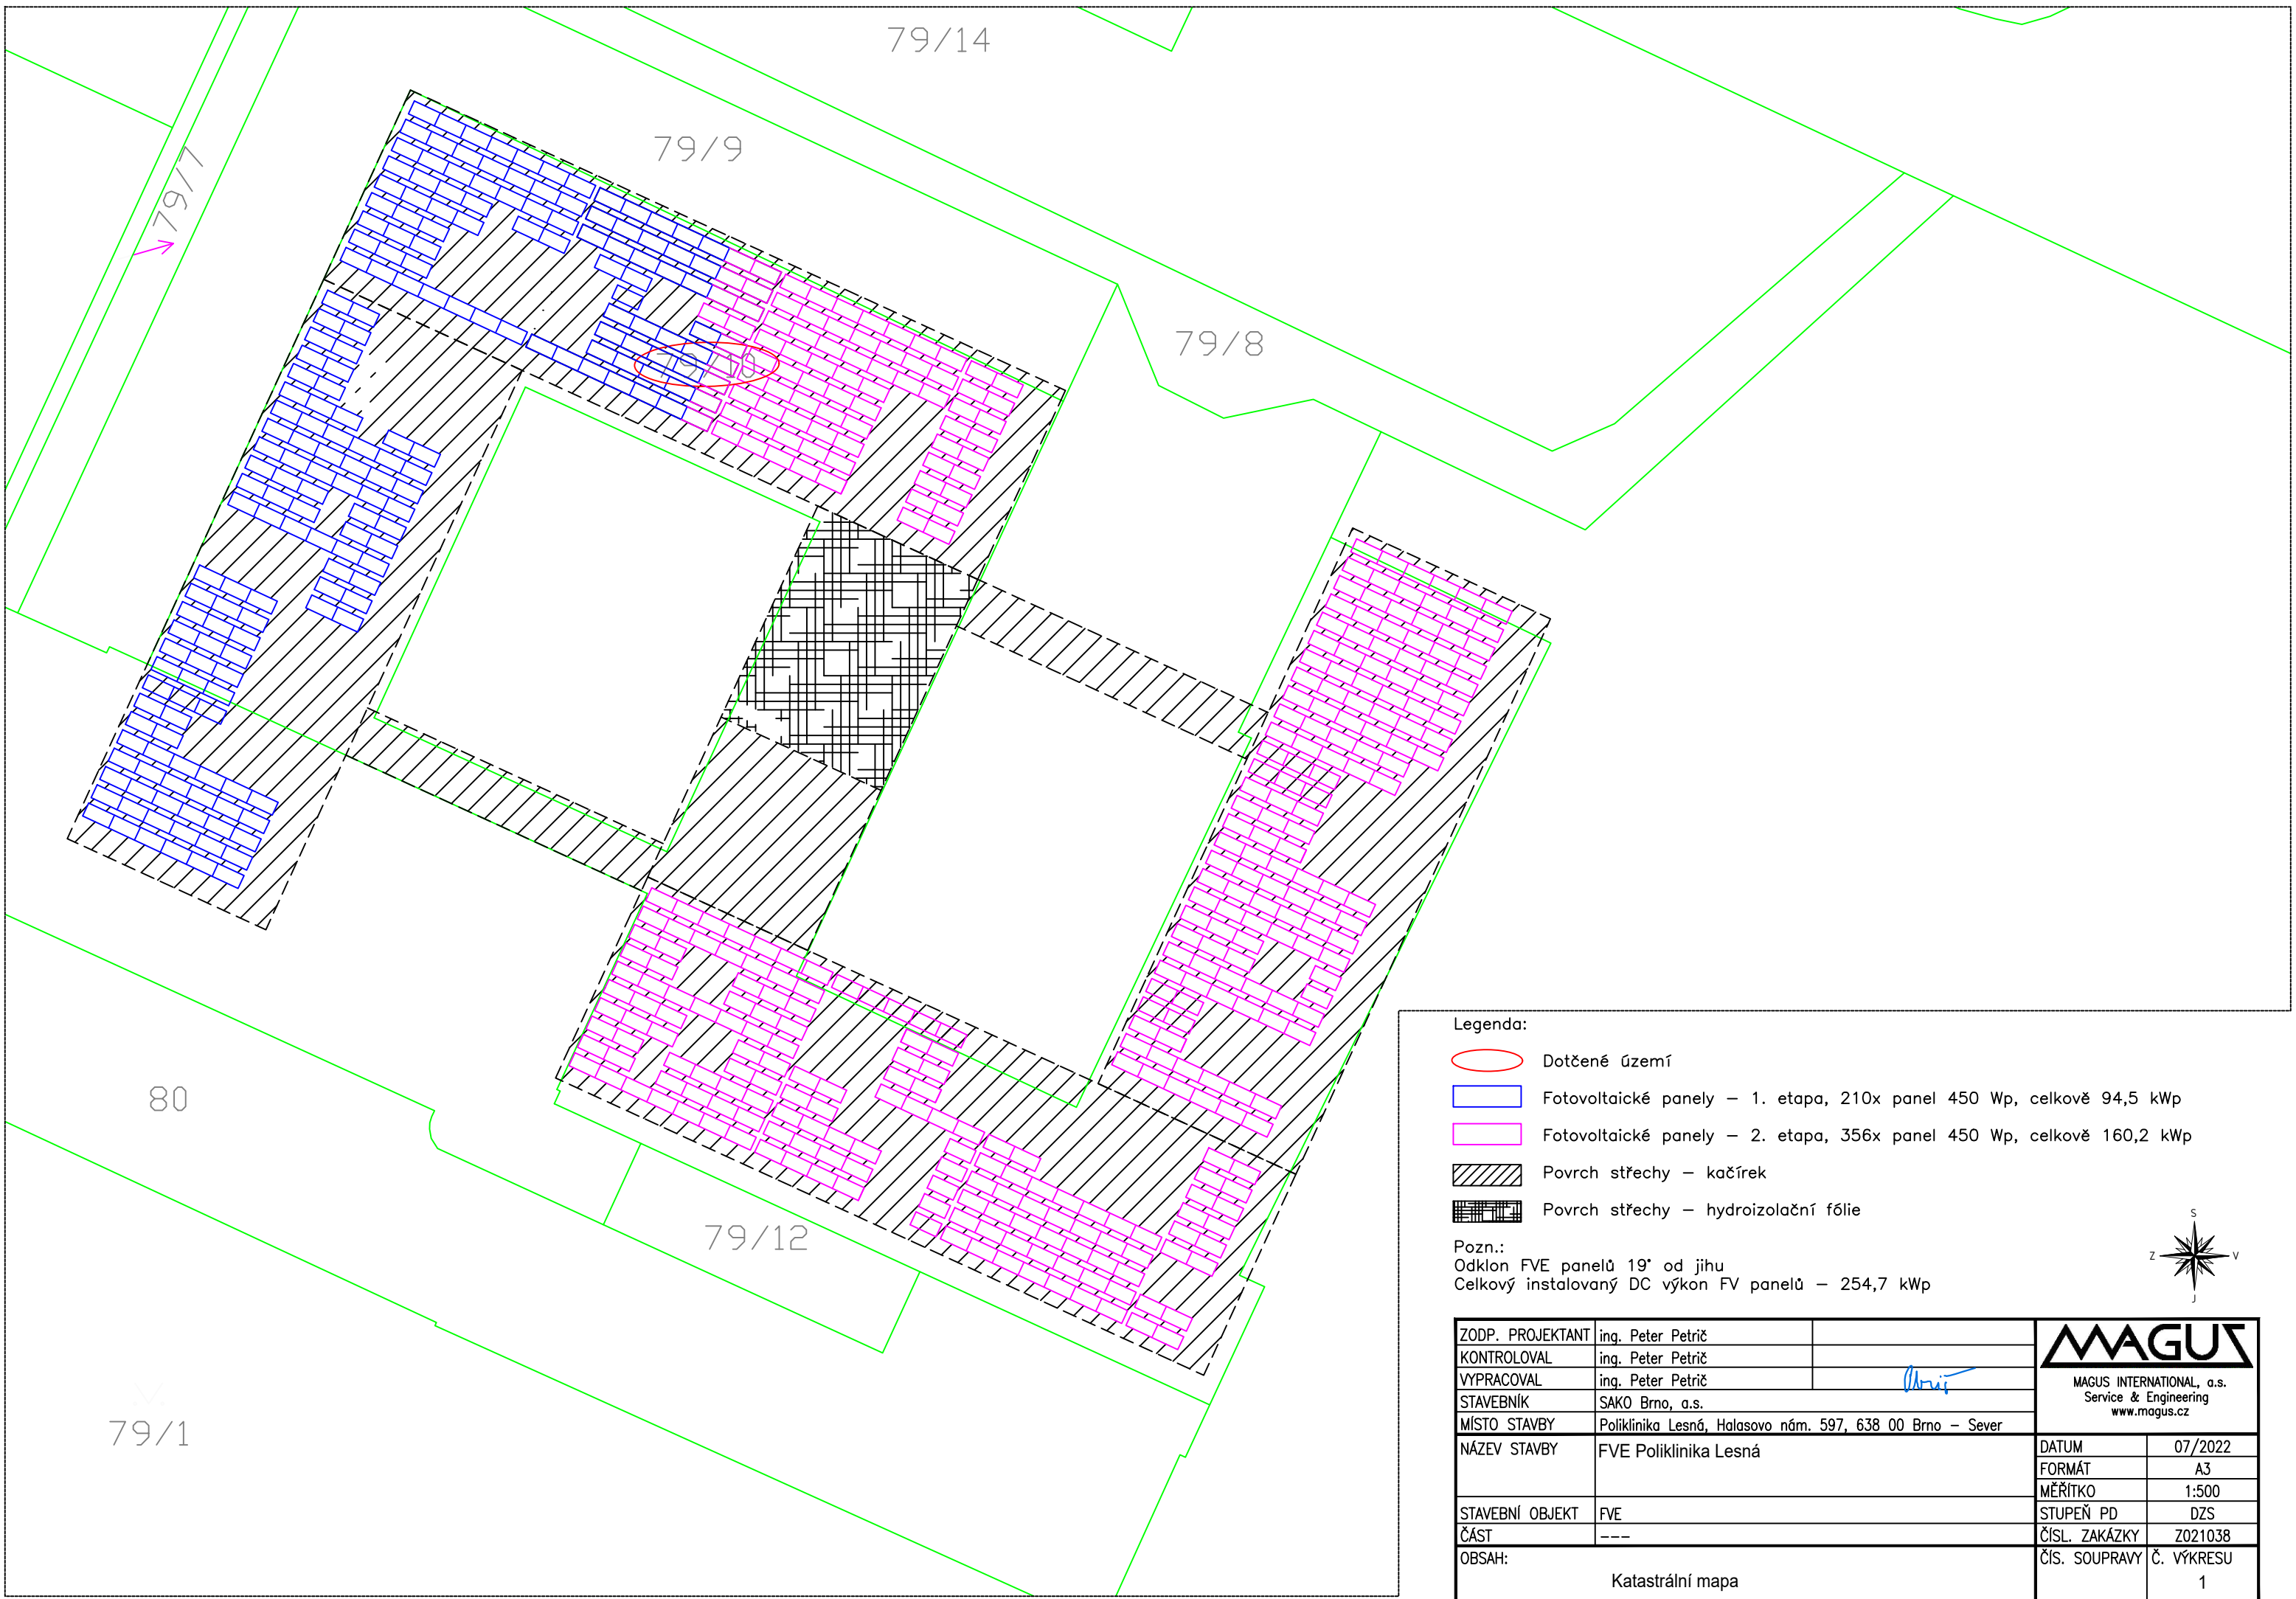 79/14
79/9
79/7
79/8
79/10
80
79/12
79/1
Legenda:
Dotčené území
Fotovoltaické panely – 1. etapa, 210x panel 450 Wp, celkově 94,5 kWp
Fotovoltaické panely – 2. etapa, 356x panel 450 Wp, celkově 160,2 kWp
Povrch střechy – kačírek
Povrch střechy – hydroizolační fólie
Pozn.:
Odklon FVE panelů 19° od jihu
Celkový instalovaný DC výkon FV panelů – 254,7 kWp
S
Z V
J
ZODP. PROJEKTANT ing. Peter Petrič
KONTROLOVAL ing. Peter Petrič
VYPRACOVAL ing. Peter Petrič
STAVEBNÍK SAKO Brno, a.s.
MÍSTO STAVBY Poliklinika Lesná, Halasovo nám. 597, 638 00 Brno – Sever
MAGUS
MAGUS INTERNATIONAL, a.s.
Service & Engineering
www.magus.cz
NÁZEV STAVBY FVE Poliklinika Lesná
DATUM 07/2022
FORMÁT A3
MĚŘÍTKO 1:500
STAVEBNÍ OBJEKT FVE
STUPEŇ PD DZS
ČÁST ---
ČÍSL. ZAKÁZKY Z021038
OBSAH:
Katastrální mapa
ČÍS. SOUPRAVY Č. VÝKRESU
1